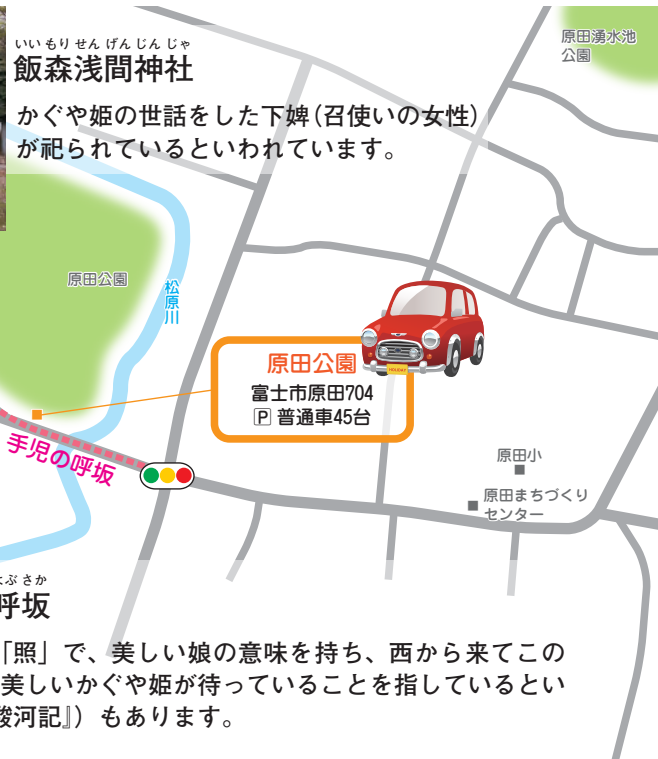 いいもりせんげんじんじゃ
飯森浅間神社
かぐや姫の世話をした下婢(召使いの女性)
が祀られているといわれています。
原田湧水池
公園
原田公園
松原川
原田公園
富士市原田704
P 普通車45台
HOLIDAY
手児の呼坂
原田小
原田まちづくり
センター
よぶさか
呼坂
「照」で、美しい娘の意味を持ち、西から来てこの
美しいかぐや姫が待っていることを指しているとい
駿河記』）もあります。